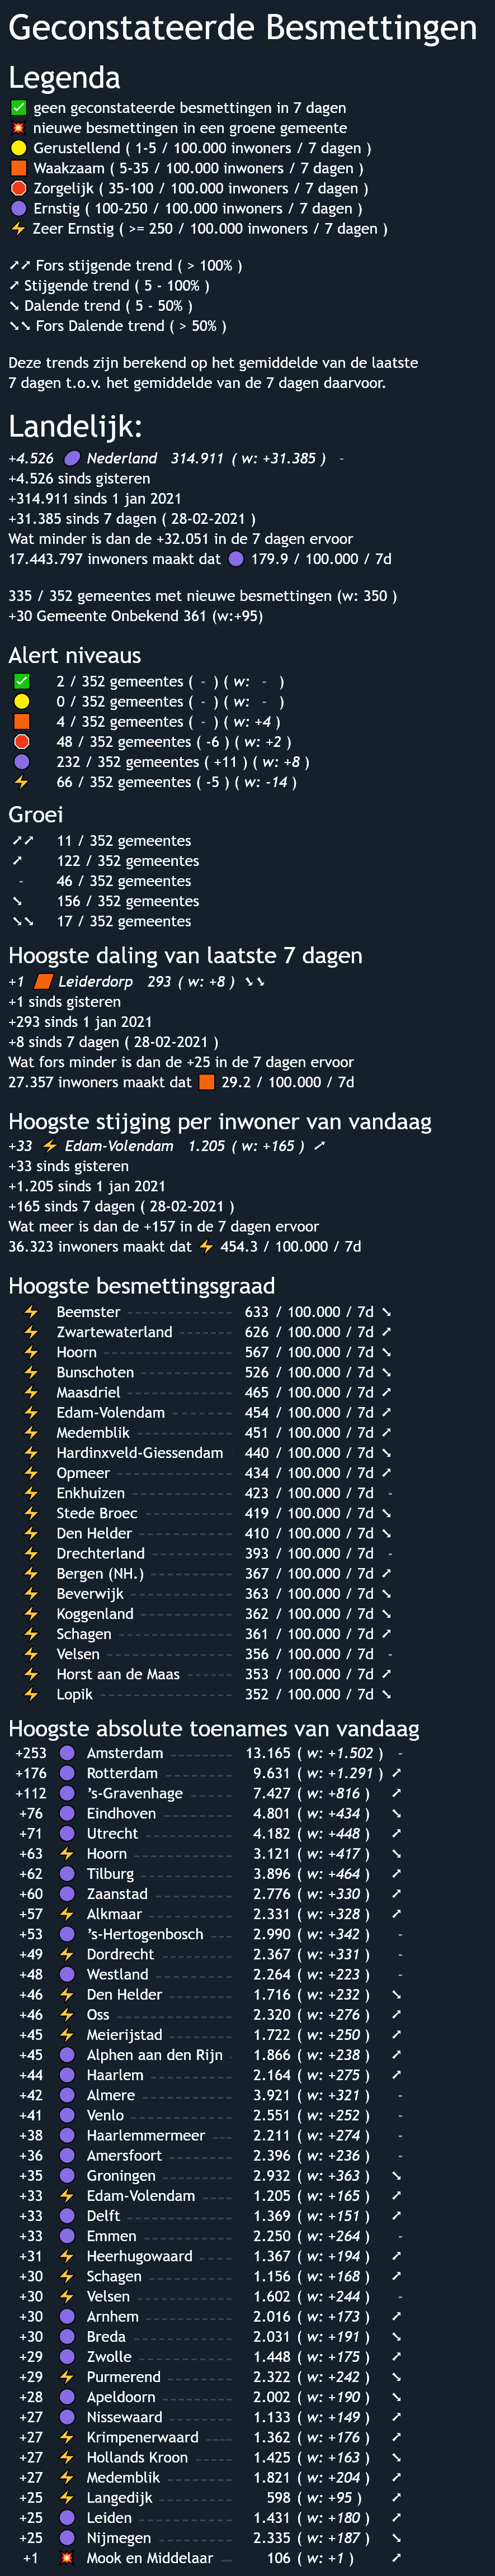 Geconstateerde Besmettingen
Legenda
✅ geen geconstateerde besmettingen in 7 dagen
💥 nieuwe besmettingen in een groene gemeente
🟡 Gerustellend ( 1-5 / 100.000 inwoners / 7 dagen )
🟧 Waakzaam ( 5-35 / 100.000 inwoners / 7 dagen )
🛑 Zorgelijk ( 35-100 / 100.000 inwoners / 7 dagen )
🟣 Ernstig ( 100-250 / 100.000 inwoners / 7 dagen )
⚡ Zeer Ernstig ( >= 250 / 100.000 inwoners / 7 dagen )
➚➚ Fors stijgende trend ( > 100% )
➚ Stijgende trend ( 5 - 100% )
➘ Dalende trend ( 5 - 50% )
➘➘ Fors Dalende trend ( > 50% )
Deze trends zijn berekend op het gemiddelde van de laatste
7 dagen t.o.v. het gemiddelde van de 7 dagen daarvoor.
Landelijk:
+4.526 🟣 Nederland 314.911 ( w: +31.385 ) -
+4.526 sinds gisteren
+314.911 sinds 1 jan 2021
+31.385 sinds 7 dagen ( 28-02-2021 )
Wat minder is dan de +32.051 in de 7 dagen ervoor
17.443.797 inwoners maakt dat 🟣 179.9 / 100.000 / 7d
335 / 352 gemeentes met nieuwe besmettingen (w: 350 )
+30 Gemeente Onbekend 361 (w:+95)
Alert niveaus
✅ 2 / 352 gemeentes ( - ) ( w: - )
🟡 0 / 352 gemeentes ( - ) ( w: - )
🟧 4 / 352 gemeentes ( - ) ( w: +4 )
🛑 48 / 352 gemeentes ( -6 ) ( w: +2 )
🟣 232 / 352 gemeentes ( +11 ) ( w: +8 )
⚡ 66 / 352 gemeentes ( -5 ) ( w: -14 )
Groei
➚➚ 11 / 352 gemeentes
➚ 122 / 352 gemeentes
- 46 / 352 gemeentes
➘ 156 / 352 gemeentes
➘➘ 17 / 352 gemeentes
Hoogste daling van laatste 7 dagen
+1 🟧 Leiderdorp 293 ( w: +8 ) ➘➘
+1 sinds gisteren
+293 sinds 1 jan 2021
+8 sinds 7 dagen ( 28-02-2021 )
Wat fors minder is dan de +25 in de 7 dagen ervoor
27.357 inwoners maakt dat 🟧 29.2 / 100.000 / 7d
Hoogste stijging per inwoner van vandaag
+33 ⚡ Edam-Volendam 1.205 ( w: +165 ) ➚
+33 sinds gisteren
+1.205 sinds 1 jan 2021
+165 sinds 7 dagen ( 28-02-2021 )
Wat meer is dan de +157 in de 7 dagen ervoor
36.323 inwoners maakt dat ⚡ 454.3 / 100.000 / 7d
Hoogste besmettingsgraad
⚡ Beemster 633 / 100.000 / 7d ➘
⚡ Zwartewaterland 626 / 100.000 / 7d ➚
⚡ Hoorn 567 / 100.000 / 7d ➘
⚡ Bunschoten 526 / 100.000 / 7d ➘
⚡ Maasdriel 465 / 100.000 / 7d ➚
⚡ Edam-Volendam 454 / 100.000 / 7d ➚
⚡ Medemblik 451 / 100.000 / 7d ➚
⚡ Hardinxveld-Giessendam 440 / 100.000 / 7d ➘
⚡ Opmeer 434 / 100.000 / 7d ➚
⚡ Enkhuizen 423 / 100.000 / 7d -
⚡ Stede Broec 419 / 100.000 / 7d ➘
⚡ Den Helder 410 / 100.000 / 7d ➘
⚡ Drechterland 393 / 100.000 / 7d -
⚡ Bergen (NH.) 367 / 100.000 / 7d ➚
⚡ Beverwijk 363 / 100.000 / 7d ➘
⚡ Koggenland 362 / 100.000 / 7d ➘
⚡ Schagen 361 / 100.000 / 7d ➚
⚡ Velsen 356 / 100.000 / 7d -
⚡ Horst aan de Maas 353 / 100.000 / 7d ➚
⚡ Lopik 352 / 100.000 / 7d ➘
Hoogste absolute toenames van vandaag
+253 🟣 Amsterdam 13.165 ( w: +1.502 ) -
+176 🟣 Rotterdam 9.631 ( w: +1.291 ) ➚
+112 🟣 's-Gravenhage 7.427 ( w: +816 ) ➚
+76 🟣 Eindhoven 4.801 ( w: +434 ) ➘
+71 🟣 Utrecht 4.182 ( w: +448 ) ➚
+63 ⚡ Hoorn 3.121 ( w: +417 ) ➘
+62 🟣 Tilburg 3.896 ( w: +464 ) ➚
+60 🟣 Zaanstad 2.776 ( w: +330 ) ➚
+57 ⚡ Alkmaar 2.331 ( w: +328 ) ➚
+53 🟣 's-Hertogenbosch 2.990 ( w: +342 ) -
+49 ⚡ Dordrecht 2.367 ( w: +331 ) -
+48 🟣 Westland 2.264 ( w: +223 ) -
+46 ⚡ Den Helder 1.716 ( w: +232 ) ➘
+46 ⚡ Oss 2.320 ( w: +276 ) ➚
+45 ⚡ Meierijstad 1.722 ( w: +250 ) ➚
+45 🟣 Alphen aan den Rijn 1.866 ( w: +238 ) ➚
+44 🟣 Haarlem 2.164 ( w: +275 ) ➚
+42 🟣 Almere 3.921 ( w: +321 ) -
+41 🟣 Venlo 2.551 ( w: +252 ) -
+38 🟣 Haarlemmermeer 2.211 ( w: +274 ) -
+36 🟣 Amersfoort 2.396 ( w: +236 ) -
+35 🟣 Groningen 2.932 ( w: +363 ) ➘
+33 ⚡ Edam-Volendam 1.205 ( w: +165 ) ➚
+33 🟣 Delft 1.369 ( w: +151 ) ➚
+33 🟣 Emmen 2.250 ( w: +264 ) -
+31 ⚡ Heerhugowaard 1.367 ( w: +194 ) ➚
+30 ⚡ Schagen 1.156 ( w: +168 ) ➚
+30 ⚡ Velsen 1.602 ( w: +244 ) -
+30 🟣 Arnhem 2.016 ( w: +173 ) ➚
+30 🟣 Breda 2.031 ( w: +191 ) ➘
+29 🟣 Zwolle 1.448 ( w: +175 ) ➚
+29 ⚡ Purmerend 2.322 ( w: +242 ) ➘
+28 🟣 Apeldoorn 2.002 ( w: +190 ) ➘
+27 🟣 Nissewaard 1.133 ( w: +149 ) ➚
+27 ⚡ Krimpenerwaard 1.362 ( w: +176 ) ➚
+27 ⚡ Hollands Kroon 1.425 ( w: +163 ) ➘
+27 ⚡ Medemblik 1.821 ( w: +204 ) ➚
+25 ⚡ Langedijk 598 ( w: +95 ) ➚
+25 🟣 Leiden 1.431 ( w: +180 ) ➚
+25 🟣 Nijmegen 2.335 ( w: +187 ) ➘
+1 💥 Mook en Middelaar 106 ( w: +1 ) ➚